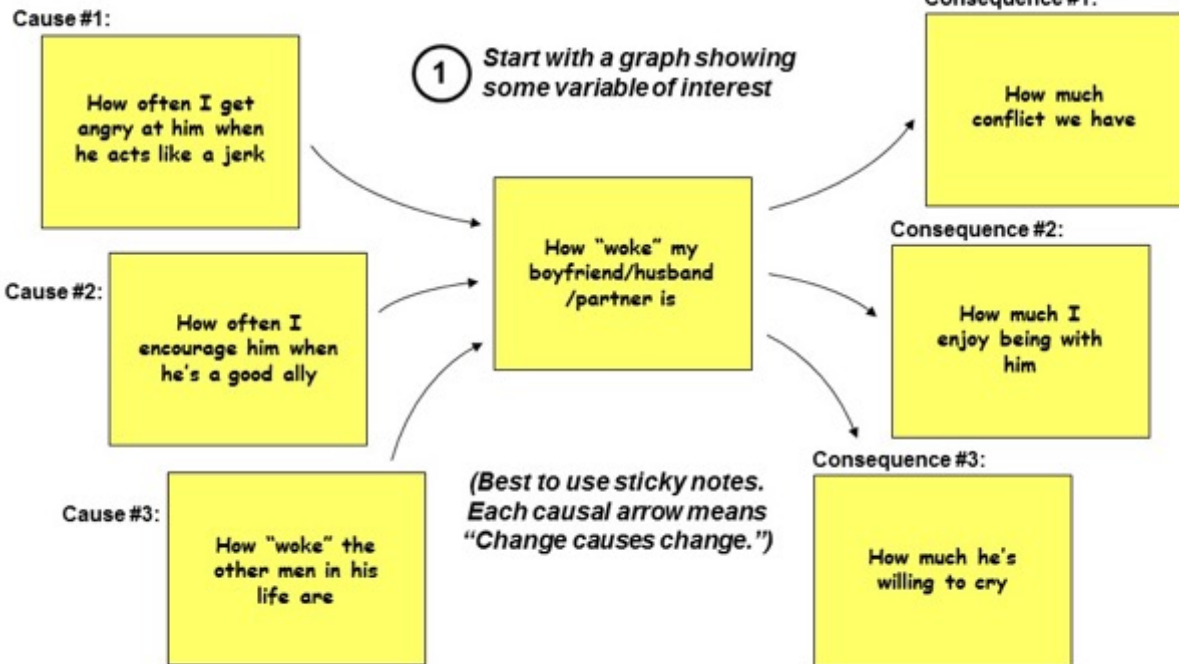 Cause #1:
How often I get
angry at him when
he acts like a jerk
Cause #2:
How often I
encourage him when
he's a good ally
Cause #3:
How "woke" the
other men in his
life are
1
Start with a graph showing
some variable of interest
How "woke" my
boyfriend/husband
/partner is
(Best to use sticky notes.
Each causal arrow means
"Change causes change.")
Consequence #1:
How much
conflict we have
Consequence #2:
How much I
enjoy being with
him
Consequence #3:
How much he's
willing to cry